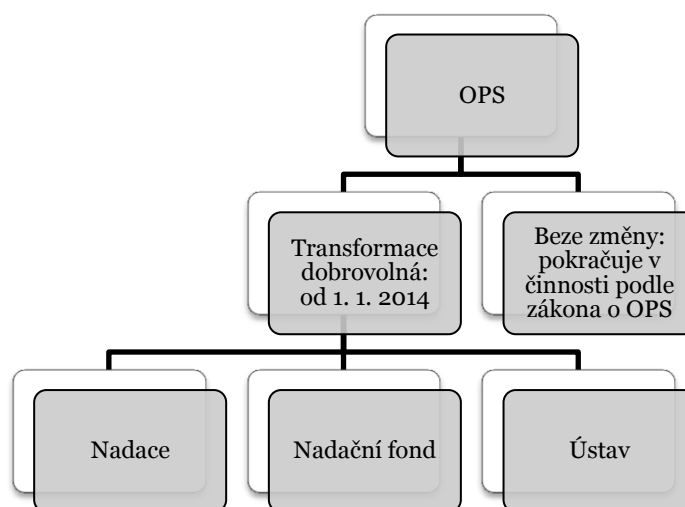 OPS
Transformace
dobrovolná:
od 1. 1. 2014
Beze změny:
pokračuje v
činnosti podle
zákona o OPS
Nadace
Nadační fond
Ústav